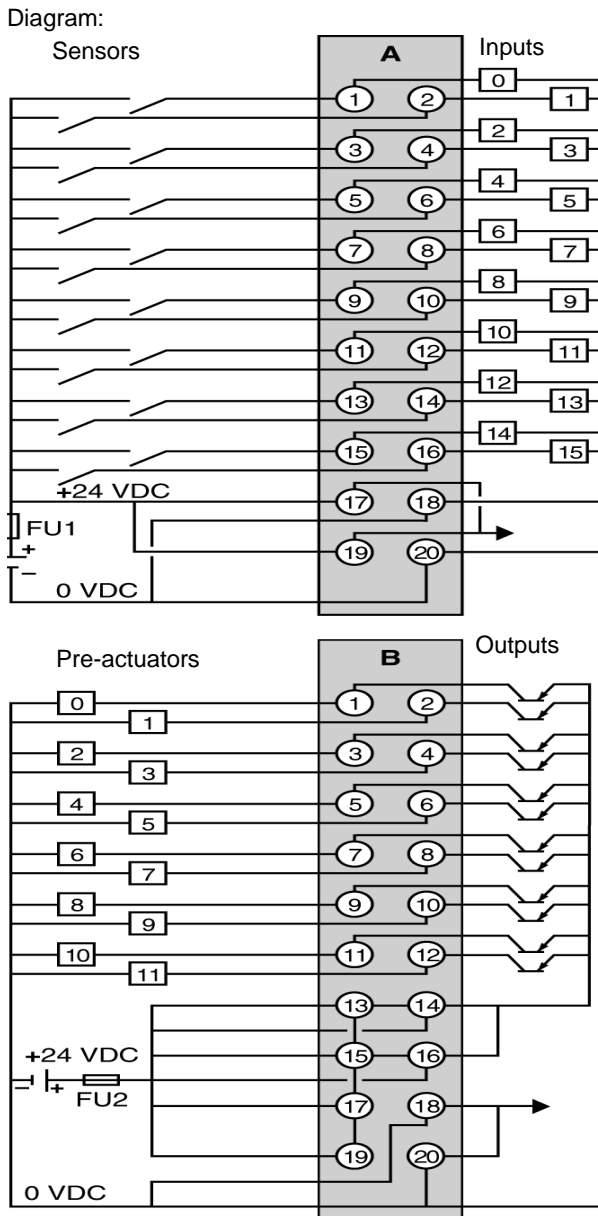 Diagram:
Sensors A Inputs
0
1 2 1
2
3 4 3
4
5 6 5
6
7 8 7
8
9 10 9
10
11 12 11
12
13 14 13
14
15 16 15
+24 VDC
17 18
FU1
+
19 20
–
0 VDC
Pre-actuators B Outputs
0 1 2
1
2 3 4
3
4 5 6
5
6 7 8
7
8 9 10
9
10 11 12
11
13 14
+24 VDC 15 16
– +
FU2
17 18
19 20
0 VDC